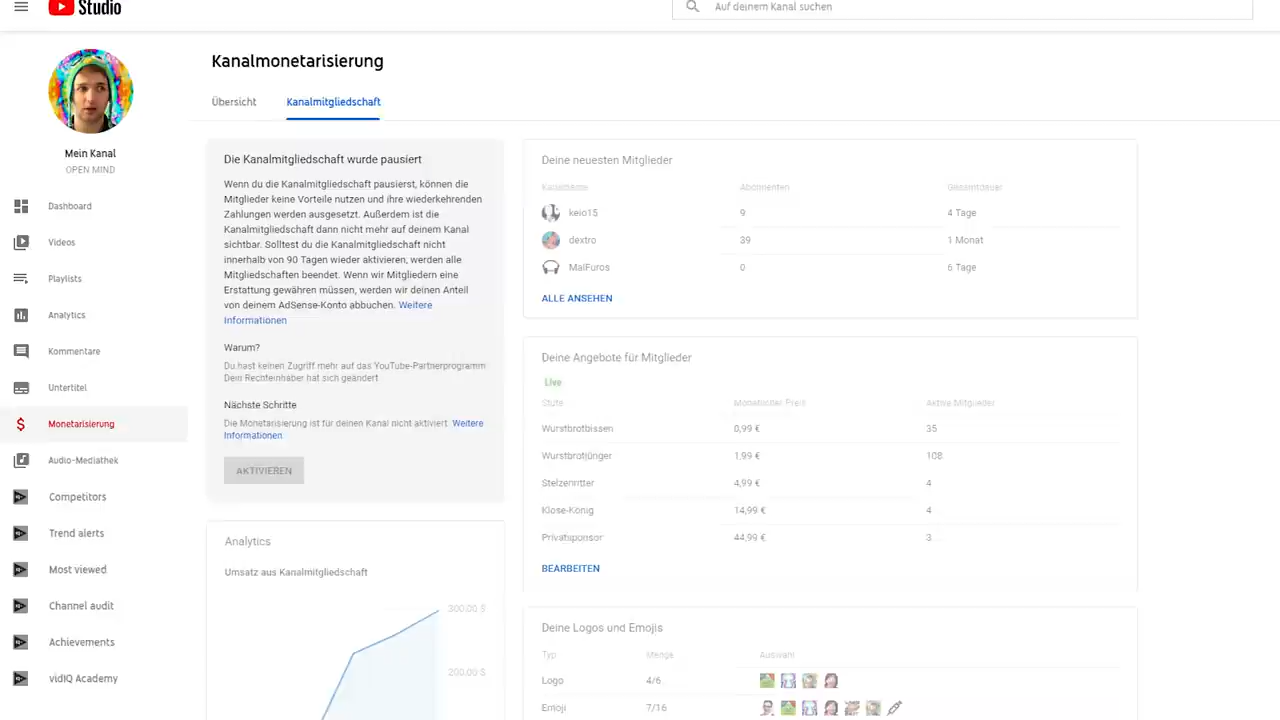 Studio
Auf deinem Kanal suchen
Mein Kanal
OPEN MIND
Dashboard
Videos
Playlists
Analytics
Kommentare
Untertitel
Monetarisierung
Audio-Mediathek
Competitors
Trend alerts
Most viewed
Channel audit
Achievements
vidIQ Academy
Kanalmonetarisierung
Übersicht
Kanalmitgliedschaft
Die Kanalmitgliedschaft wurde pausiert
Wenn du die Kanalmitgliedschaft pausierst, können die
Mitglieder keine Vorteile nutzen und ihre wiederkehrenden
Zahlungen werden ausgesetzt. Außerdem ist die
Kanalmitgliedschaft dann nicht mehr auf deinem Kanal
sichtbar. Solltest du die Kanalmitgliedschaft nicht
innerhalb von 90 Tagen wieder aktivieren, werden alle
Mitgliedschaften beendet. Wenn wir Mitgliedern eine
Erstattung gewähren müssen, werden wir deinen Anteil
von deinem AdSense-Konto abbuchen. Weitere
Informationen
Warum?
Du hast keinen Zugriff mehr auf das YouTube-Partnerprogramm
Dein Rechteinhaber hat sich geändert
Nächste Schritte
Die Monetarisierung ist für deinen Kanal nicht aktiviert Weitere
Informationen
AKTIVIEREN
Analytics
Umsatz aus Kanalmitgliedschaft
300,00 $
200,00 $
Deine neuesten Mitglieder
Kanalname Abonnenten Gesamtdauer
keio15 9 4 Tage
dextro 39 1 Monat
MalFuros 0 6 Tage
ALLE ANSEHEN
Deine Angebote für Mitglieder
Live
Stufe Monatlicher Preis Aktive Mitglieder
Wurstbrotbissen 0,99 € 35
Wurstbrotjünger 1,99 € 108
Stelzenritter 4,99 € 4
Klose-König 14,99 € 4
Privatsponsor 44,99 € 3
BEARBEITEN
Deine Logos und Emojis
Typ Menge Auswahl
Logo 4/6
Emoji 7/16